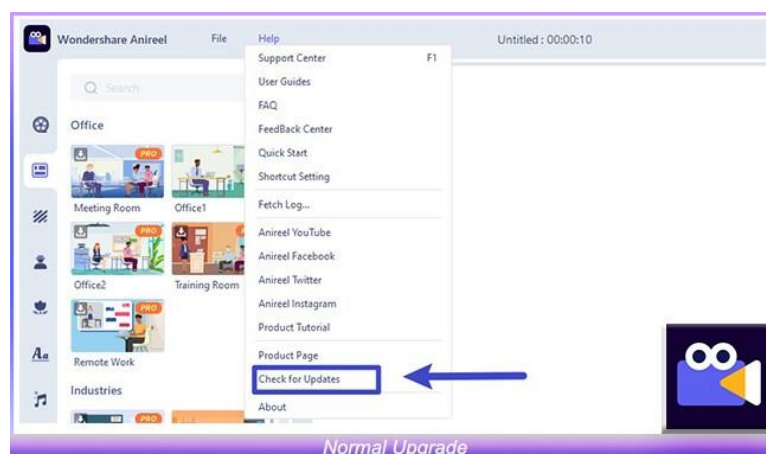 Wondershare Anireel File Help Untitled : 00:00:10
Support Center F1
Search
User Guides
FAQ
Office
FeedBack Center
Quick Start
PRO
Shortcut Setting
Meeting Room Office1
Fetch Log...
PRO
Anireel YouTube
Anireel Facebook
Office2 Training Room
Anireel Twitter
Anireel Instagram
PRO
Product Tutorial
Remote Work
Product Page
Check for Updates
Industries
About
PRO
Aa
Normal Upgrade